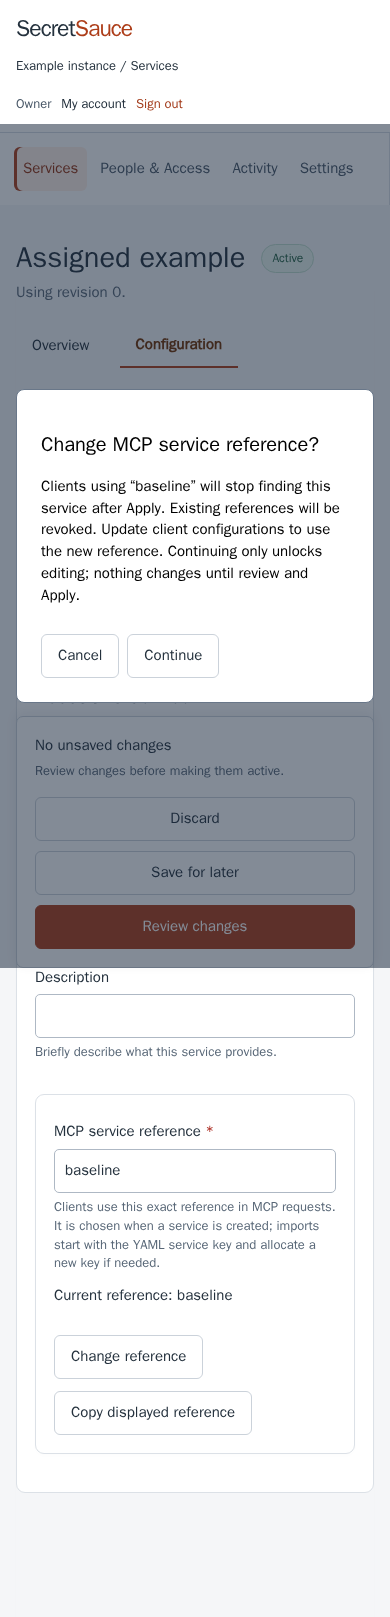 SecretSauce
Example instance / Services
Owner My account Sign out
Services People & Access Activity Settings
Assigned example Active
Using revision 0.
Overview Configuration
Change MCP service reference?
Clients using “baseline” will stop finding this
service after Apply. Existing references will be
revoked. Update client configurations to use
the new reference. Continuing only unlocks
editing; nothing changes until review and
Apply.
Cancel Continue
No unsaved changes
Review changes before making them active.
Discard
Save for later
Review changes
Description
Briefly describe what this service provides.
MCP service reference *
baseline
Clients use this exact reference in MCP requests.
It is chosen when a service is created; imports
start with the YAML service key and allocate a
new key if needed.
Current reference: baseline
Change reference
Copy displayed reference